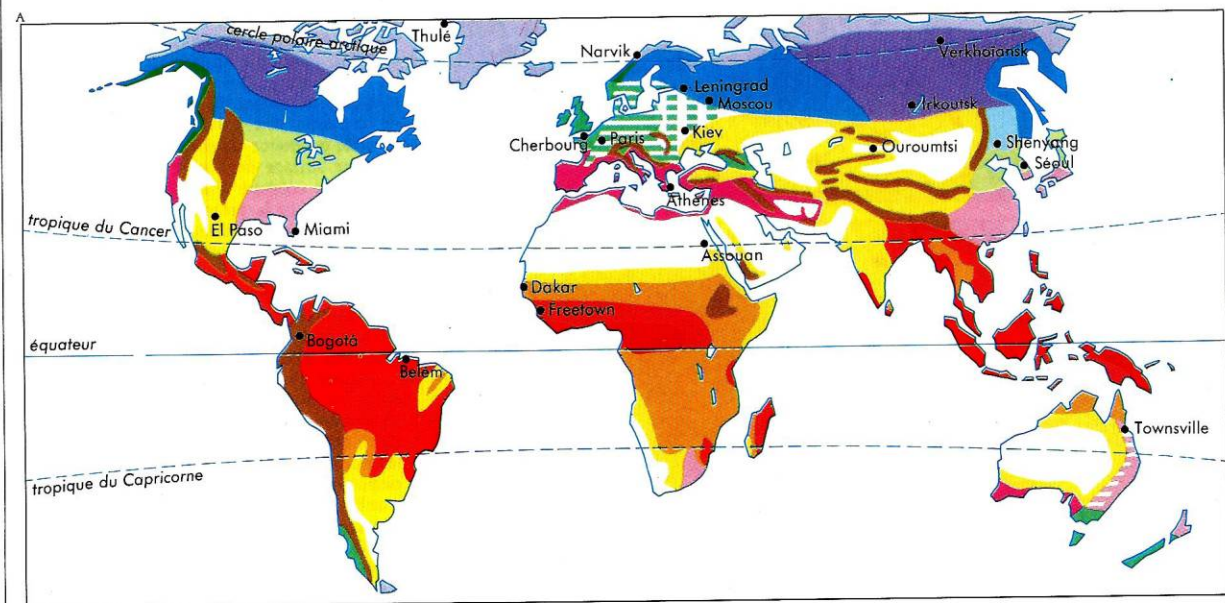 A
cercle polaire arctique
Thulé
Narvik
Verkhoïansk
Leningrad
Moscou
Irkoutsk
Cherbourg
Paris
Kiev
Ouroumtsi
Shenyang
Séoul
Athènes
tropique du Cancer
El Paso
Miami
Assouan
Dakar
Freetown
équateur
Bogotá
Belem
Townsville
tropique du Capricorne